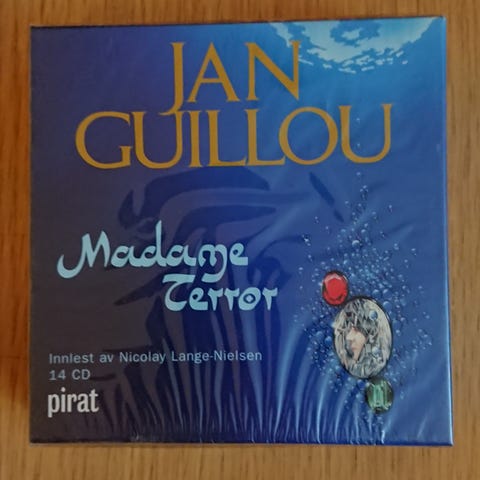 JAN
GUILLOU
Madame
Terror
Innlest av Nicolay Lange-Nielsen
14 CD
pirat